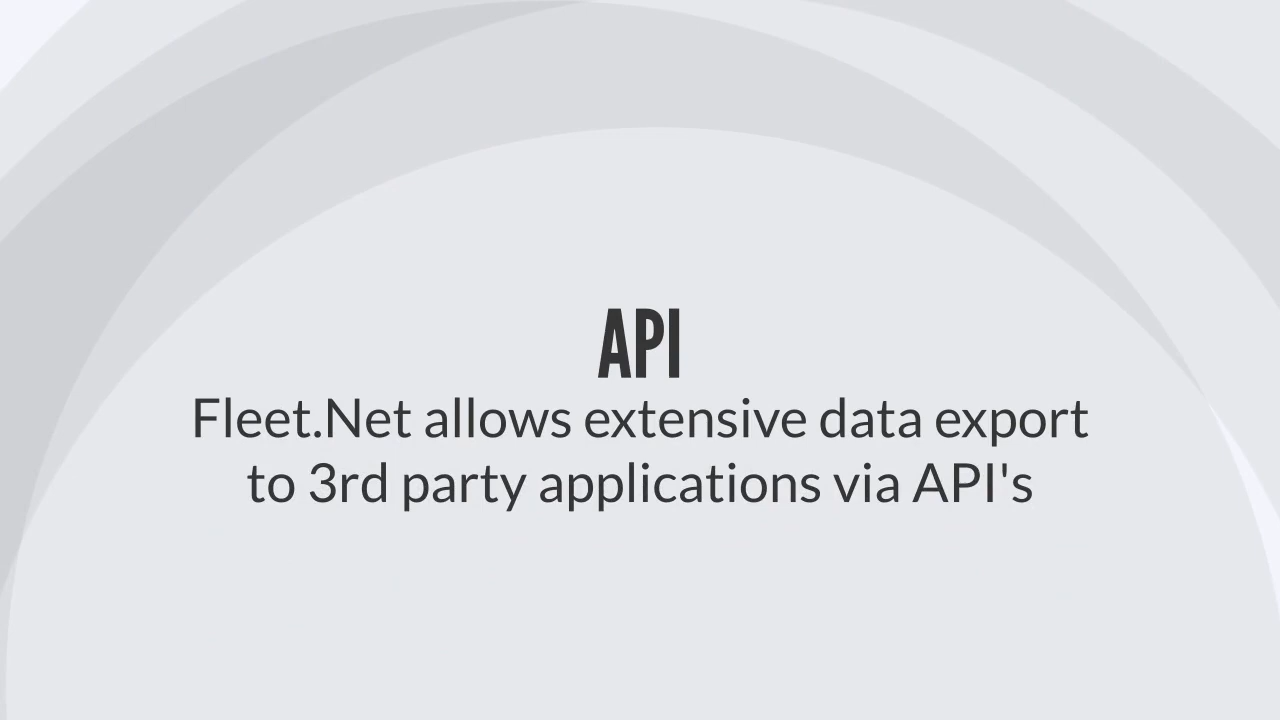 API
Fleet.Net allows extensive data export
to 3rd party applications via API's